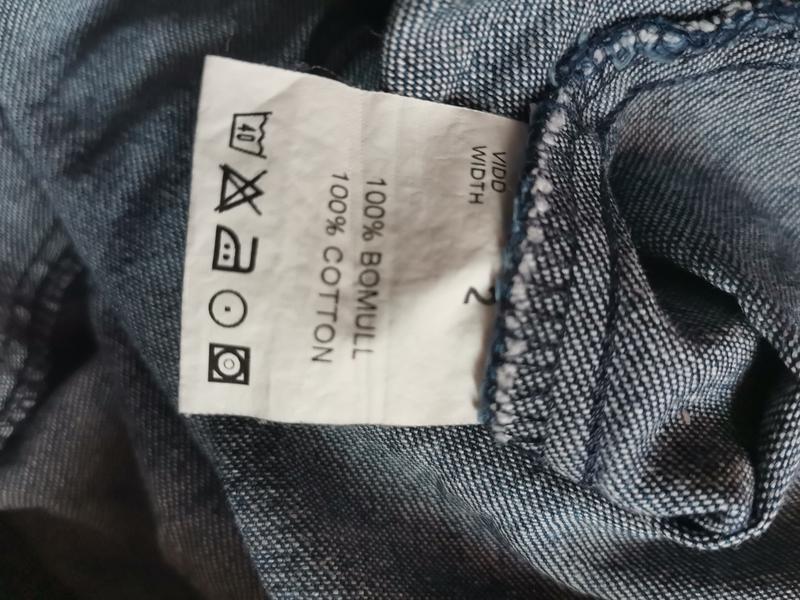 VIDD
WIDTH
2
100% BOMULL
100% COTTON
40